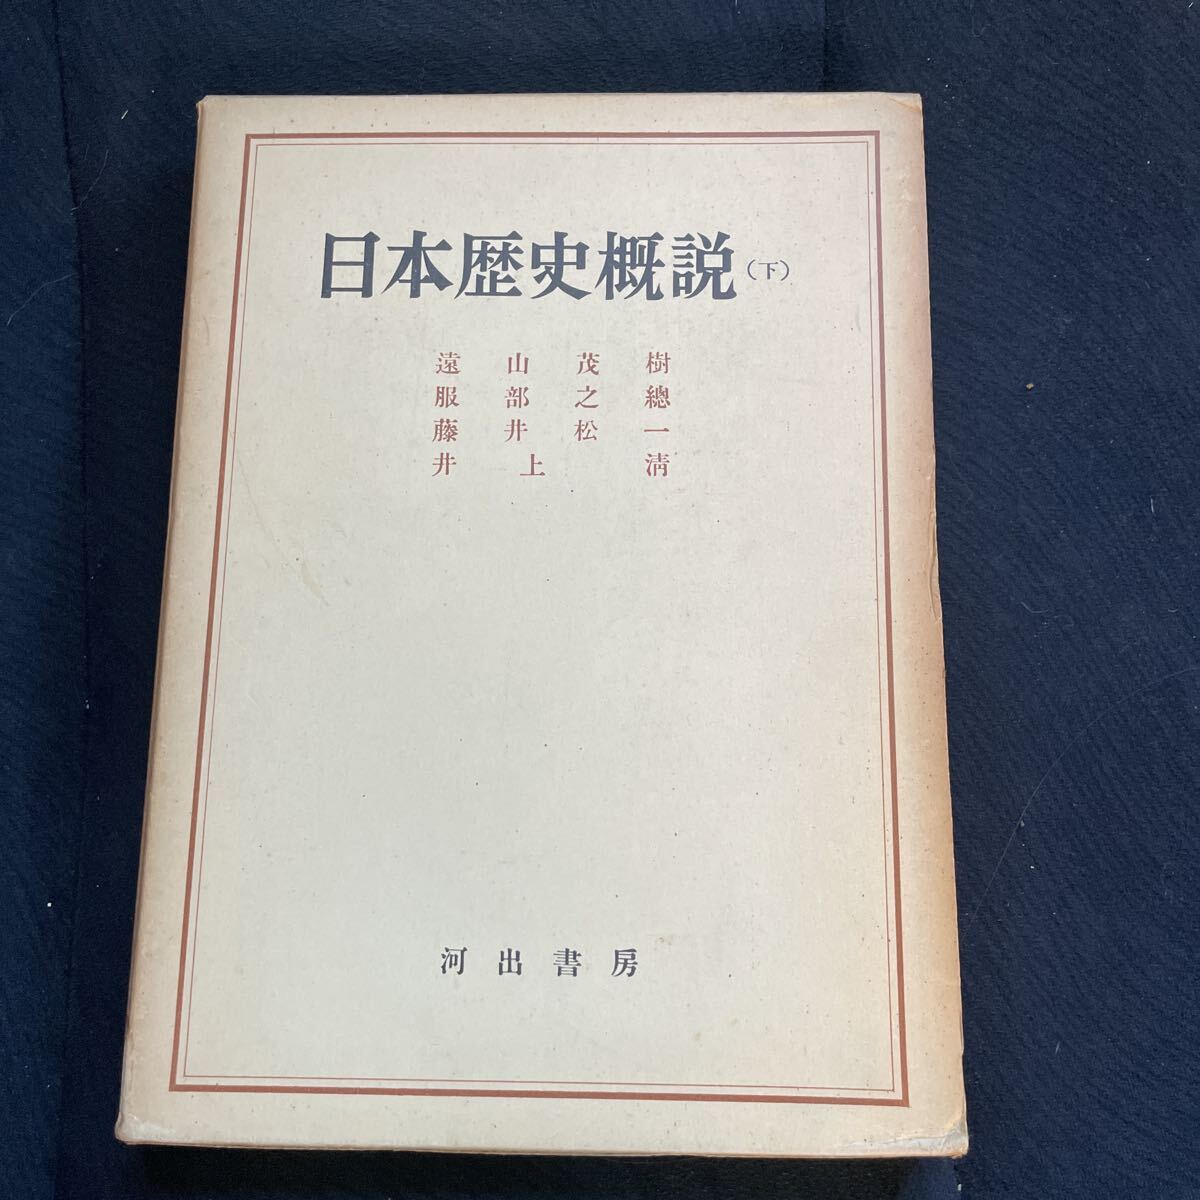 日本歴史概説（下）
遠山茂樹
服部之總
藤井松一
井上淸
河出書房